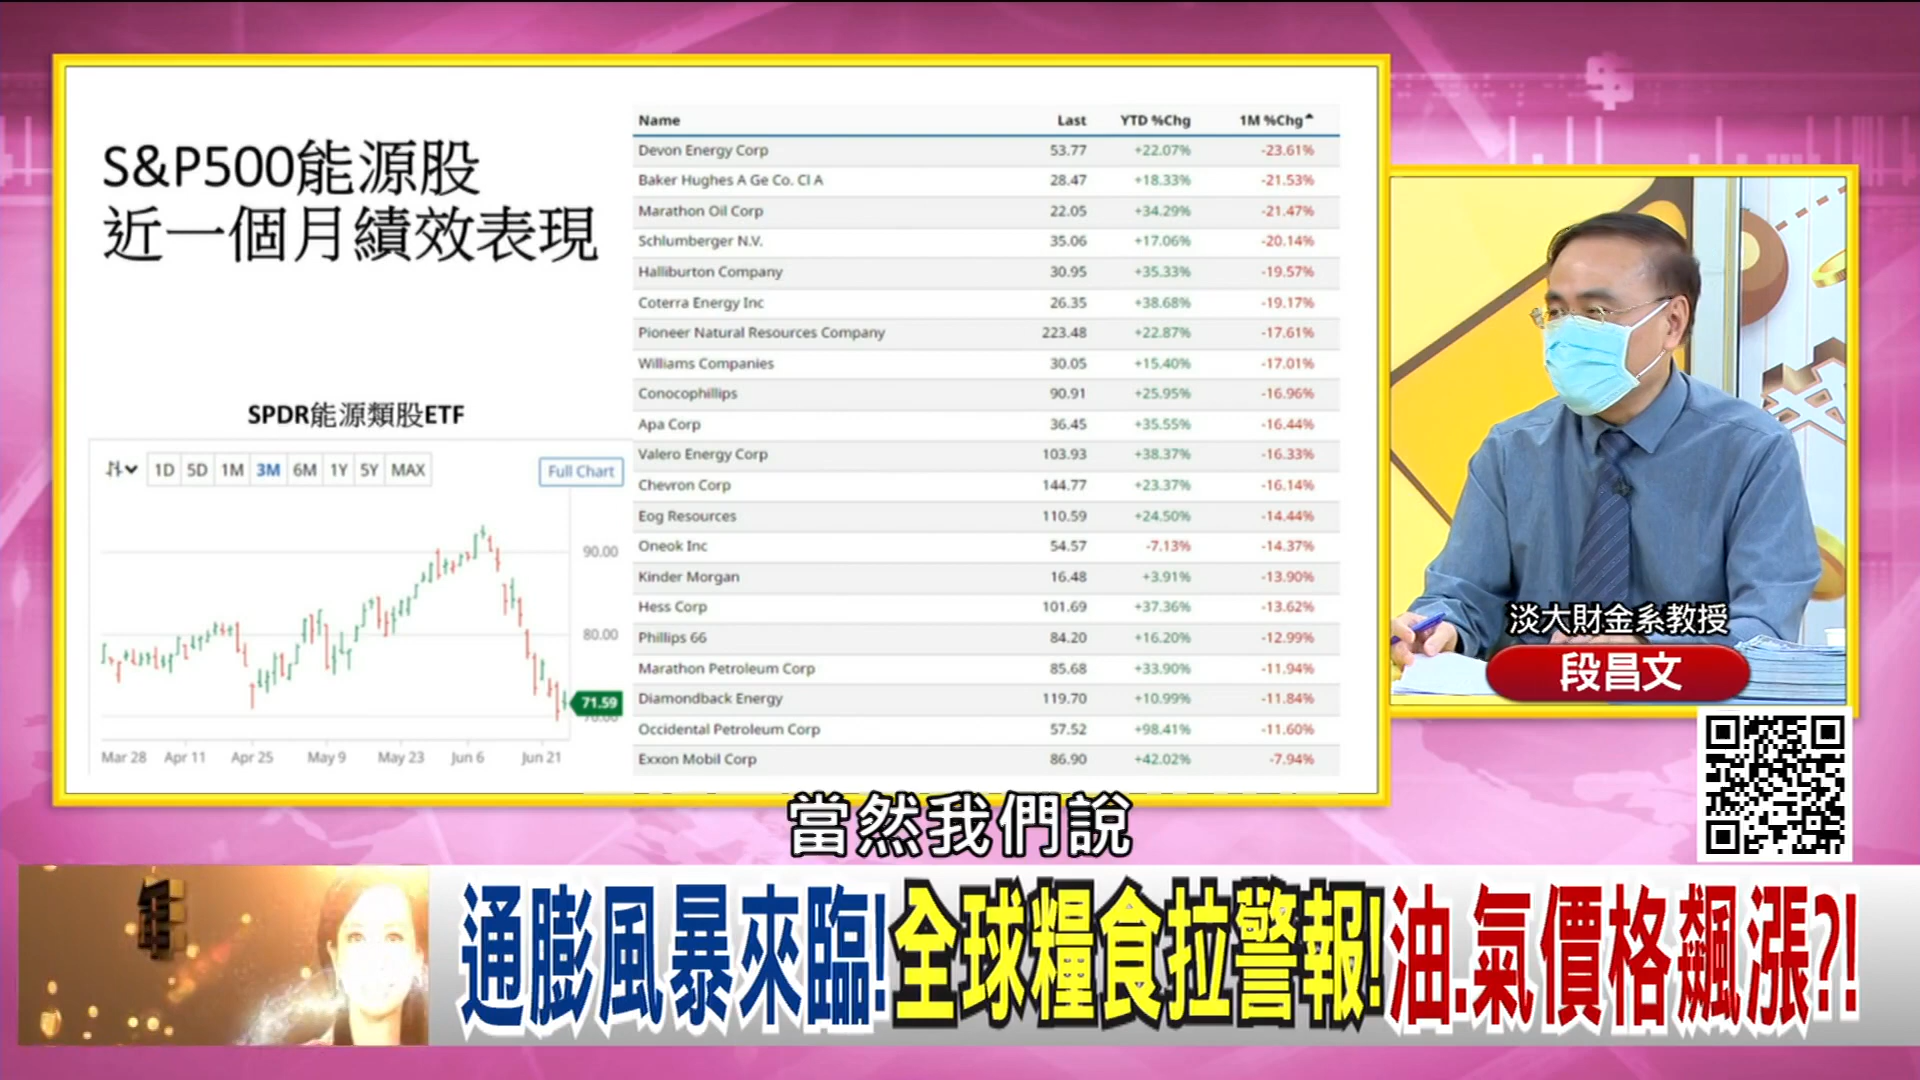 S&P500能源股
近一個月績效表現
SPDR能源類股ETF
1D 5D 1M 3M 6M 1Y 5Y MAX
Full Chart
90.00
80.00
71.59
70.00
Mar 28 Apr 11 Apr 25 May 9 May 23 Jun 6 Jun 21
Name Last YTD %Chg 1M %Chg
Devon Energy Corp 53.77 +22.07% -23.61%
Baker Hughes A Ge Co. Cl A 28.47 +18.33% -21.53%
Marathon Oil Corp 22.05 +34.29% -21.47%
Schlumberger N.V. 35.06 +17.06% -20.14%
Halliburton Company 30.95 +35.33% -19.57%
Coterra Energy Inc 26.35 +38.68% -19.17%
Pioneer Natural Resources Company 223.48 +22.87% -17.61%
Williams Companies 30.05 +15.40% -17.01%
Conocophillips 90.91 +25.95% -16.96%
Apa Corp 36.45 +35.55% -16.44%
Valero Energy Corp 103.93 +38.37% -16.33%
Chevron Corp 144.77 +23.37% -16.14%
Eog Resources 110.59 +24.50% -14.44%
Oneok Inc 54.57 -7.13% -14.37%
Kinder Morgan 16.48 +3.91% -13.90%
Hess Corp 101.69 +37.36% -13.62%
Phillips 66 84.20 +16.20% -12.99%
Marathon Petroleum Corp 85.68 +33.90% -11.94%
Diamondback Energy 119.70 +10.99% -11.84%
Occidental Petroleum Corp 57.52 +98.41% -11.60%
Exxon Mobil Corp 86.90 +42.02% -7.94%
淡大財金系教授
段昌文
當然我們說
通膨風暴來臨!全球糧食拉警報!油.氣價格飆漲?!